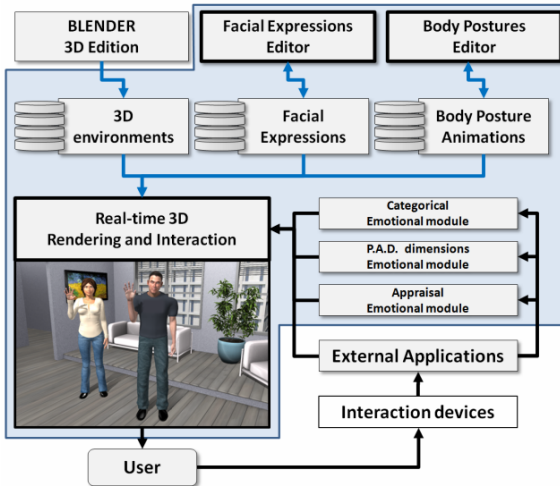 BLENDER
3D Edition
Facial Expressions
Editor
Body Postures
Editor
3D
environments
Facial
Expressions
Body Posture
Animations
Real-time 3D
Rendering and Interaction
Categorical
Emotional module
P.A.D. dimensions
Emotional module
Appraisal
Emotional module
External Applications
Interaction devices
User